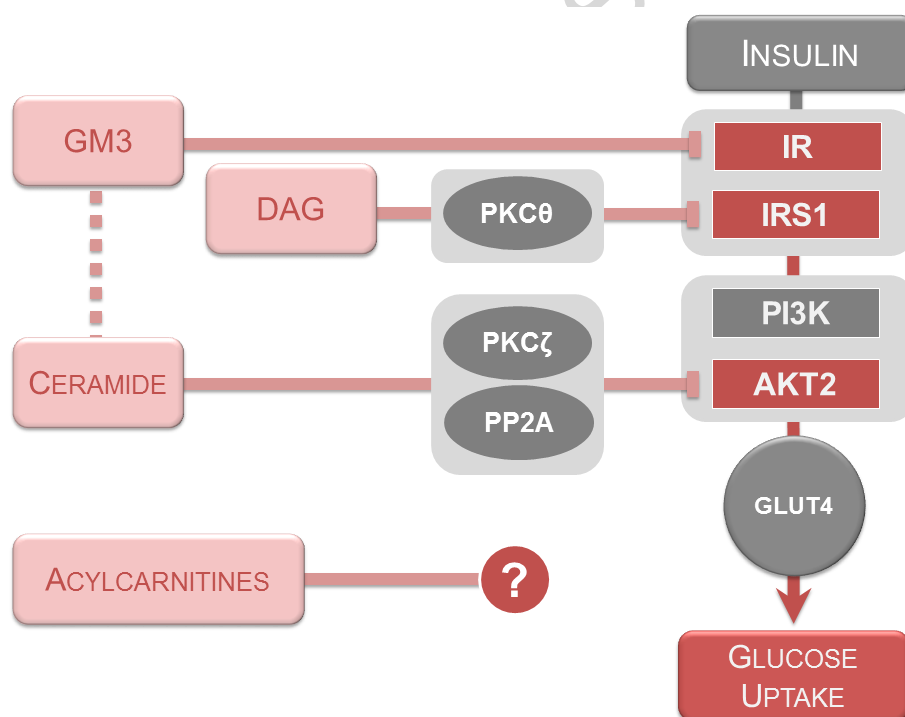 INSULIN
GM3
IR
DAG
PKCθ
IRS1
PI3K
PKCζ
CERAMIDE
AKT2
PP2A
GLUT4
ACYLCARNITINES
?
GLUCOSE
UPTAKE